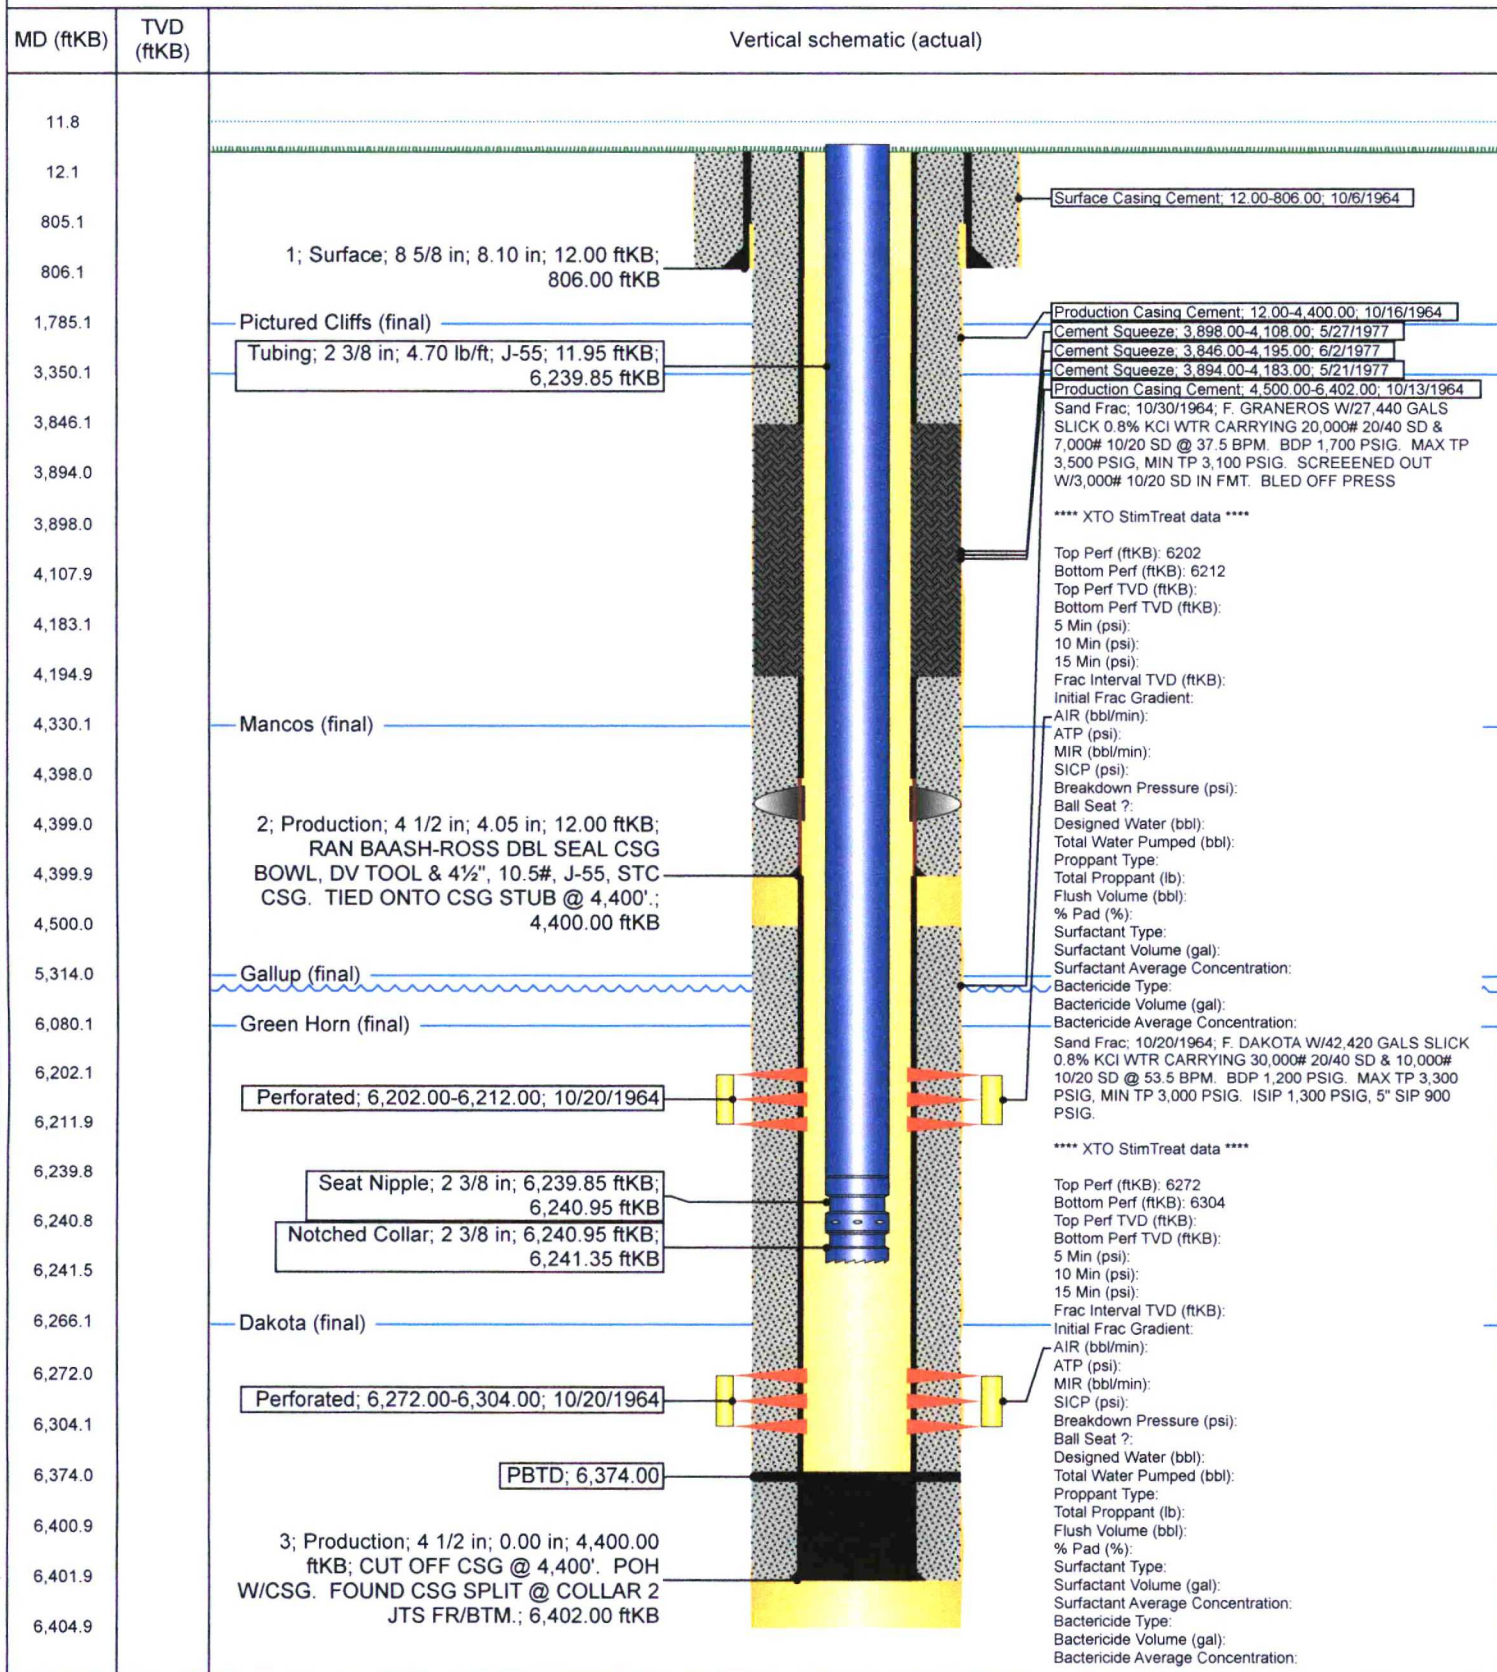 MD (ftKB)
TVD
(ftKB)
Vertical schematic (actual)
11.8
12.1
805.1
806.1
1,785.1
3,350.1
3,846.1
3,894.0
3,898.0
4,107.9
4,183.1
4,194.9
4,330.1
4,398.0
4,399.0
4,399.9
4,500.0
5,314.0
6,080.1
6,202.1
6,211.9
6,239.8
6,240.8
6,241.5
6,266.1
6,272.0
6,304.1
6,374.0
6,400.9
6,401.9
6,404.9
1; Surface; 8 5/8 in; 8.10 in; 12.00 ftKB;
806.00 ftKB
Pictured Cliffs (final)
Tubing; 2 3/8 in; 4.70 lb/ft; J-55; 11.95 ftKB;
6,239.85 ftKB
Mancos (final)
2; Production; 4 1/2 in; 4.05 in; 12.00 ftKB;
RAN BAASH-ROSS DBL SEAL CSG
BOWL, DV TOOL & 4½", 10.5#, J-55, STC
CSG. TIED ONTO CSG STUB @ 4,400'.;
4,400.00 ftKB
Gallup (final)
Green Horn (final)
Perforated; 6,202.00-6,212.00; 10/20/1964
Seat Nipple; 2 3/8 in; 6,239.85 ftKB;
6,240.95 ftKB
Notched Collar; 2 3/8 in; 6,240.95 ftKB;
6,241.35 ftKB
Dakota (final)
Perforated; 6,272.00-6,304.00; 10/20/1964
PBTD; 6,374.00
3; Production; 4 1/2 in; 0.00 in; 4,400.00
ftKB; CUT OFF CSG @ 4,400'. POH
W/CSG. FOUND CSG SPLIT @ COLLAR 2
JTS FR/BTM.; 6,402.00 ftKB
Surface Casing Cement; 12.00-806.00; 10/6/1964
Production Casing Cement; 12.00-4,400.00; 10/16/1964
Cement Squeeze; 3,898.00-4,108.00; 5/27/1977
Cement Squeeze; 3,846.00-4,195.00; 6/2/1977
Cement Squeeze; 3,894.00-4,183.00; 5/21/1977
Production Casing Cement; 4,500.00-6,402.00; 10/13/1964
Sand Frac; 10/30/1964; F. GRANEROS W/27,440 GALS
SLICK 0.8% KCl WTR CARRYING 20,000# 20/40 SD &
7,000# 10/20 SD @ 37.5 BPM. BDP 1,700 PSIG. MAX TP
3,500 PSIG, MIN TP 3,100 PSIG. SCREEENED OUT
W/3,000# 10/20 SD IN FMT. BLED OFF PRESS
**** XTO StimTreat data ****
Top Perf (ftKB): 6202
Bottom Perf (ftKB): 6212
Top Perf TVD (ftKB):
Bottom Perf TVD (ftKB):
5 Min (psi):
10 Min (psi):
15 Min (psi):
Frac Interval TVD (ftKB):
Initial Frac Gradient:
AIR (bbl/min):
ATP (psi):
MIR (bbl/min):
SICP (psi):
Breakdown Pressure (psi):
Ball Seat ?:
Designed Water (bbl):
Total Water Pumped (bbl):
Proppant Type:
Total Proppant (lb):
Flush Volume (bbl):
% Pad (%):
Surfactant Type:
Surfactant Volume (gal):
Surfactant Average Concentration:
Bactericide Type:
Bactericide Volume (gal):
Bactericide Average Concentration:
Sand Frac; 10/20/1964; F. DAKOTA W/42,420 GALS SLICK
0.8% KCl WTR CARRYING 30,000# 20/40 SD & 10,000#
10/20 SD @ 53.5 BPM. BDP 1,200 PSIG. MAX TP 3,300
PSIG, MIN TP 3,000 PSIG. ISIP 1,300 PSIG, 5" SIP 900
PSIG.
**** XTO StimTreat data ****
Top Perf (ftKB): 6272
Bottom Perf (ftKB): 6304
Top Perf TVD (ftKB):
Bottom Perf TVD (ftKB):
5 Min (psi):
10 Min (psi):
15 Min (psi):
Frac Interval TVD (ftKB):
Initial Frac Gradient:
AIR (bbl/min):
ATP (psi):
MIR (bbl/min):
SICP (psi):
Breakdown Pressure (psi):
Ball Seat ?:
Designed Water (bbl):
Total Water Pumped (bbl):
Proppant Type:
Total Proppant (lb):
Flush Volume (bbl):
% Pad (%):
Surfactant Type:
Surfactant Volume (gal):
Surfactant Average Concentration:
Bactericide Type:
Bactericide Volume (gal):
Bactericide Average Concentration: